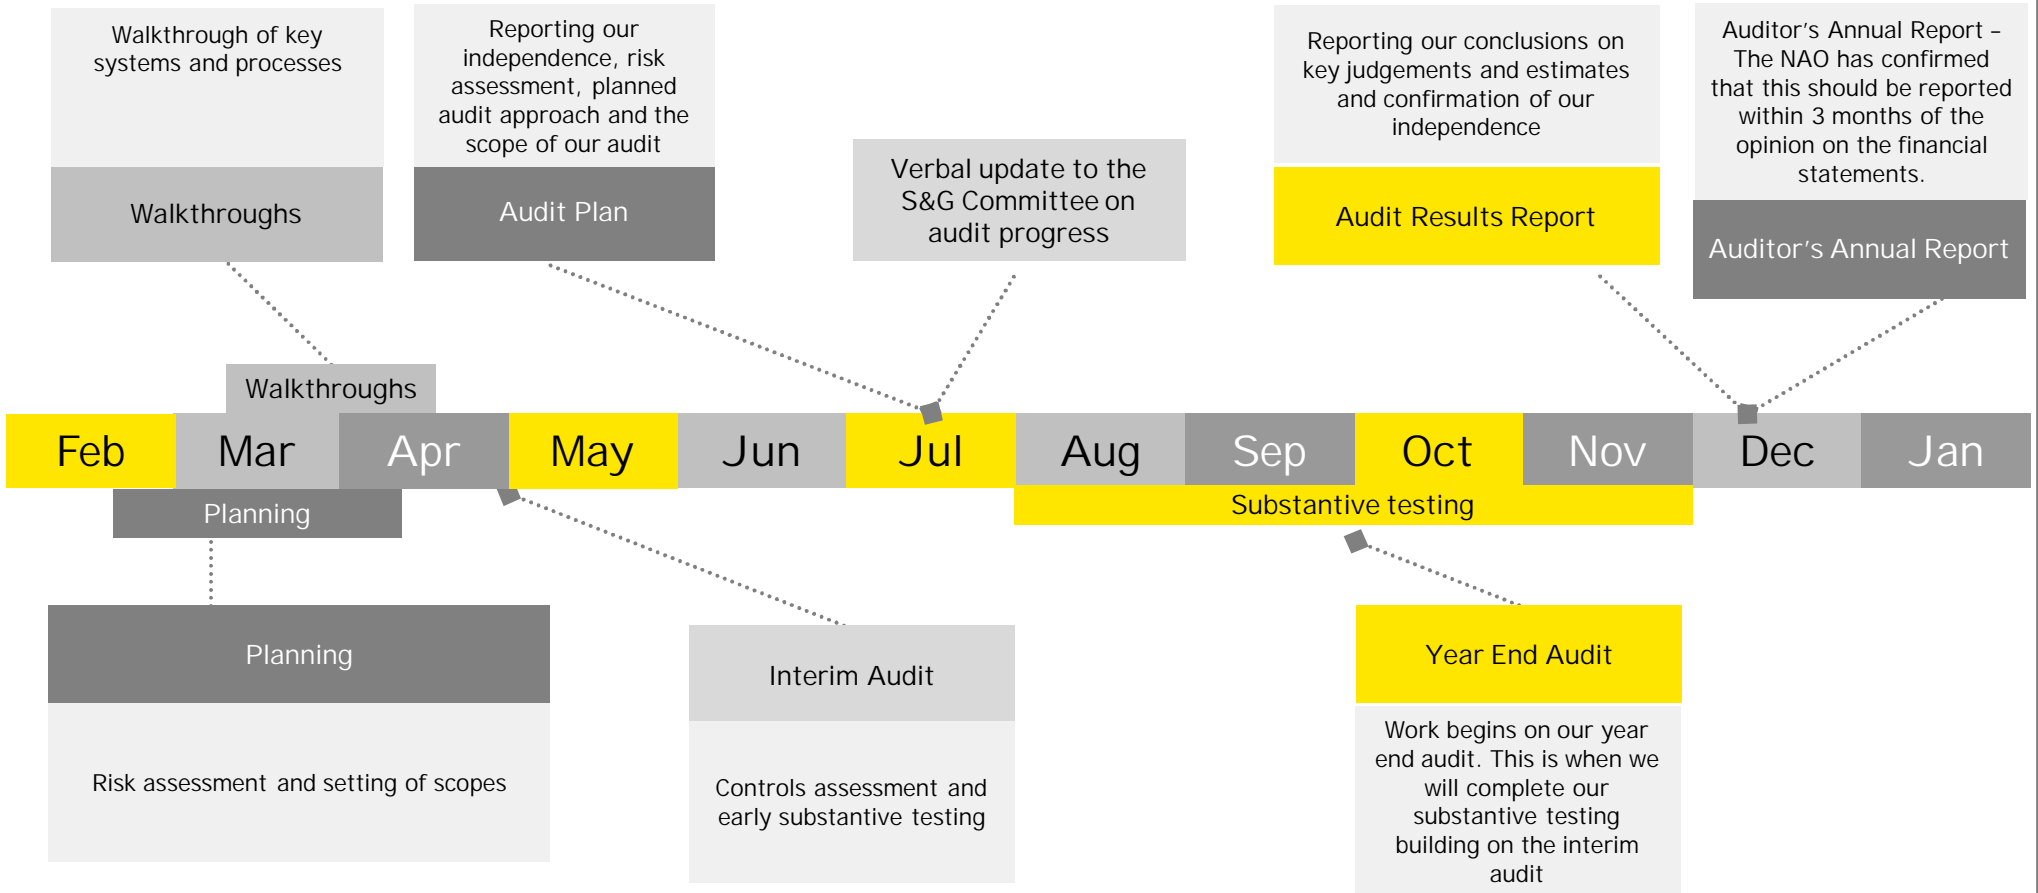 Walkthrough of key
systems and processes
Walkthroughs
Reporting our
independence, risk
assessment, planned
audit approach and the
scope of our audit
Audit Plan
Verbal update to the
S&G Committee on
audit progress
Reporting our conclusions on
key judgements and estimates
and confirmation of our
independence
Audit Results Report
Auditor's Annual Report –
The NAO has confirmed
that this should be reported
within 3 months of the
opinion on the financial
statements.
Auditor's Annual Report
Walkthroughs
Feb Mar Apr May Jun Jul Aug Sep Oct Nov Dec Jan
Planning
Substantive testing
Planning
Risk assessment and setting of scopes
Interim Audit
Controls assessment and
early substantive testing
Year End Audit
Work begins on our year
end audit. This is when we
will complete our
substantive testing
building on the interim
audit